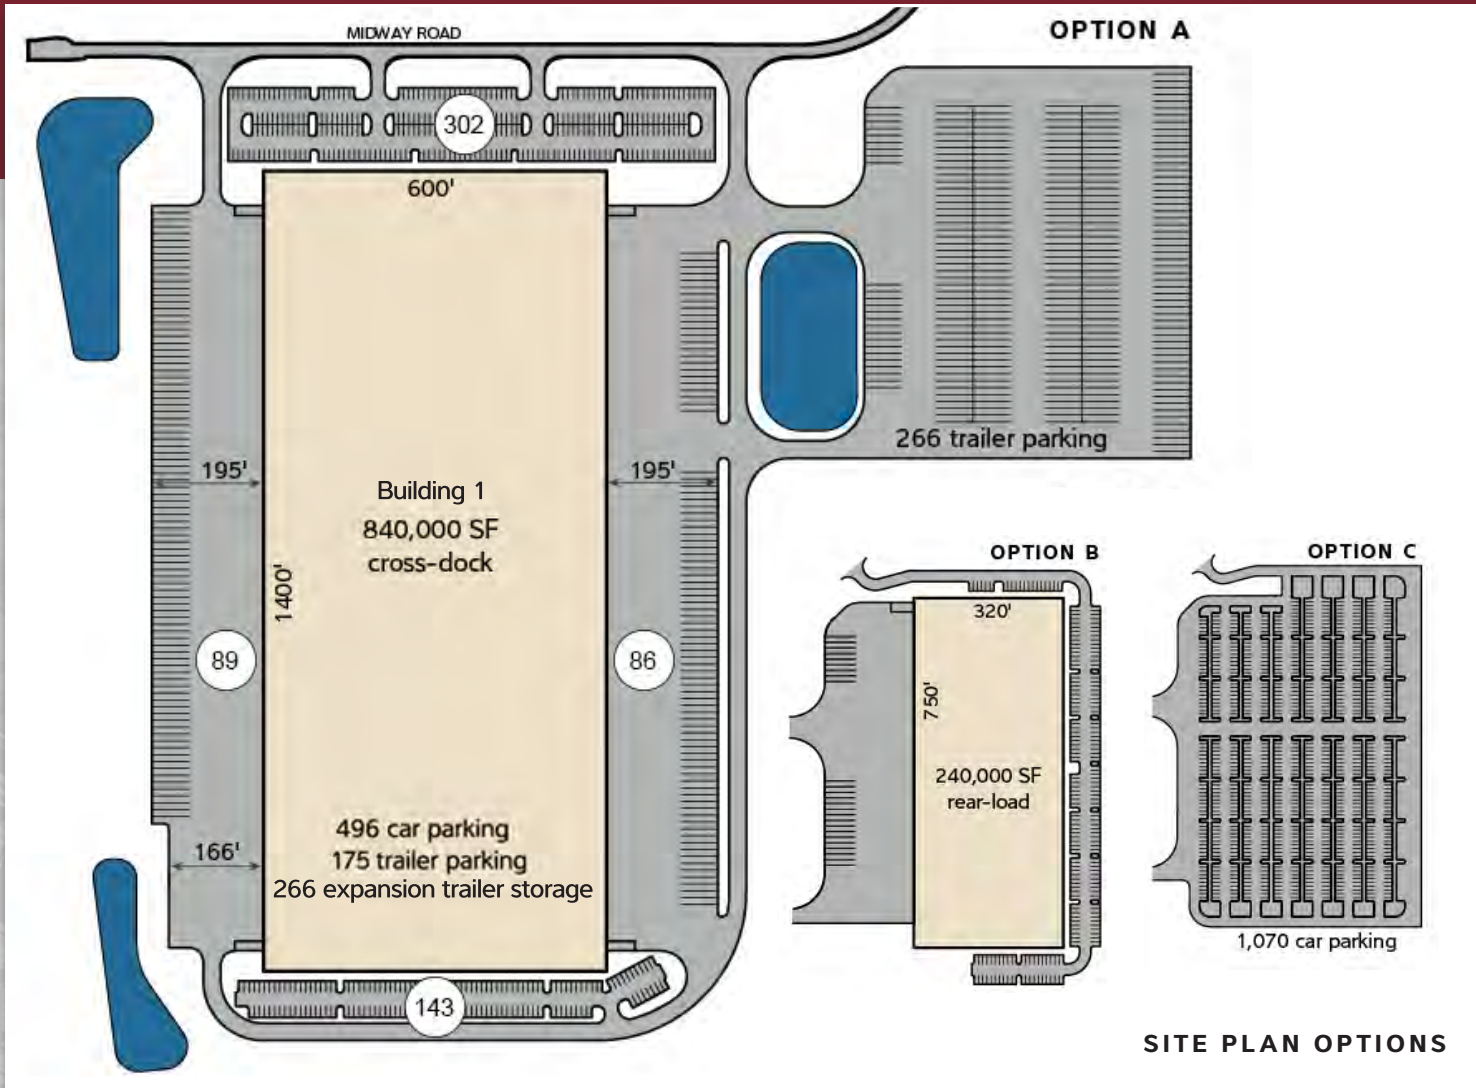 MIDWAY ROAD
OPTION A
302
600'
266 trailer parking
195'
195'
Building 1
840,000 SF
cross-dock
1400'
89
86
496 car parking
175 trailer parking
266 expansion trailer storage
166'
143
OPTION B
320'
750'
240,000 SF
rear-load
OPTION C
1,070 car parking
SITE PLAN OPTIONS